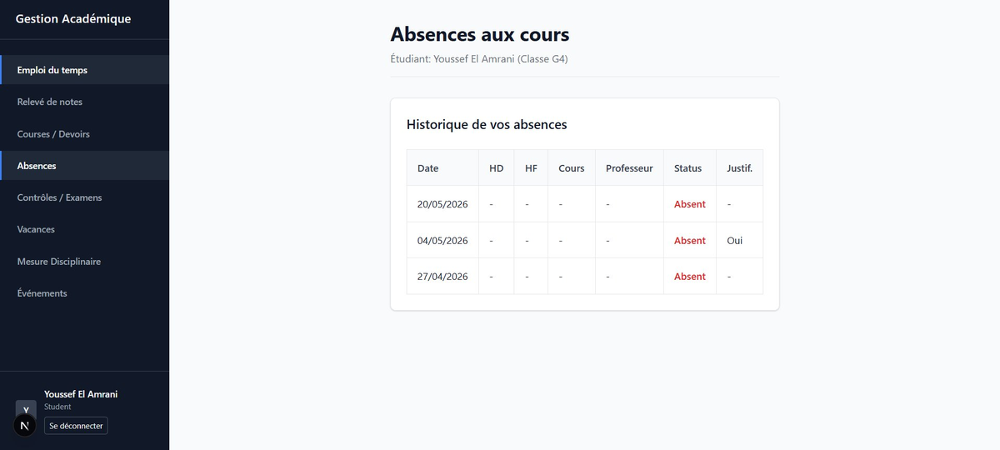 Gestion Académique
Emploi du temps
Relevé de notes
Courses / Devoirs
Absences
Contrôles / Examens
Vacances
Mesure Disciplinaire
Événements
Youssef El Amrani
Student
Y
N
Se déconnecter
Absences aux cours
Étudiant: Youssef El Amrani (Classe G4)
Historique de vos absences
Date HD HF Cours Professeur Status Justif.
20/05/2026 - - - - Absent -
04/05/2026 - - - - Absent Oui
27/04/2026 - - - - Absent -